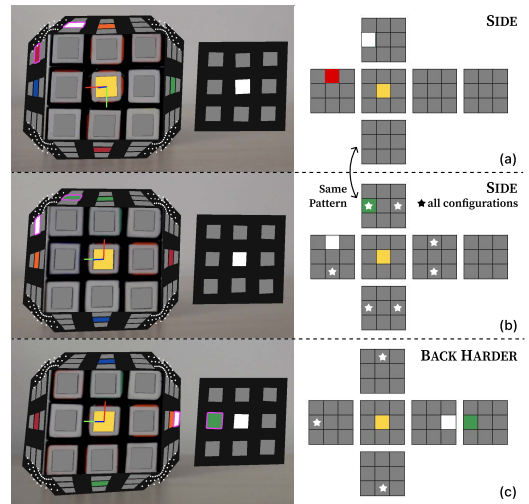 SIDE
(a)
Same
Pattern
SIDE
★ all configurations
(b)
BACK HARDER
(c)